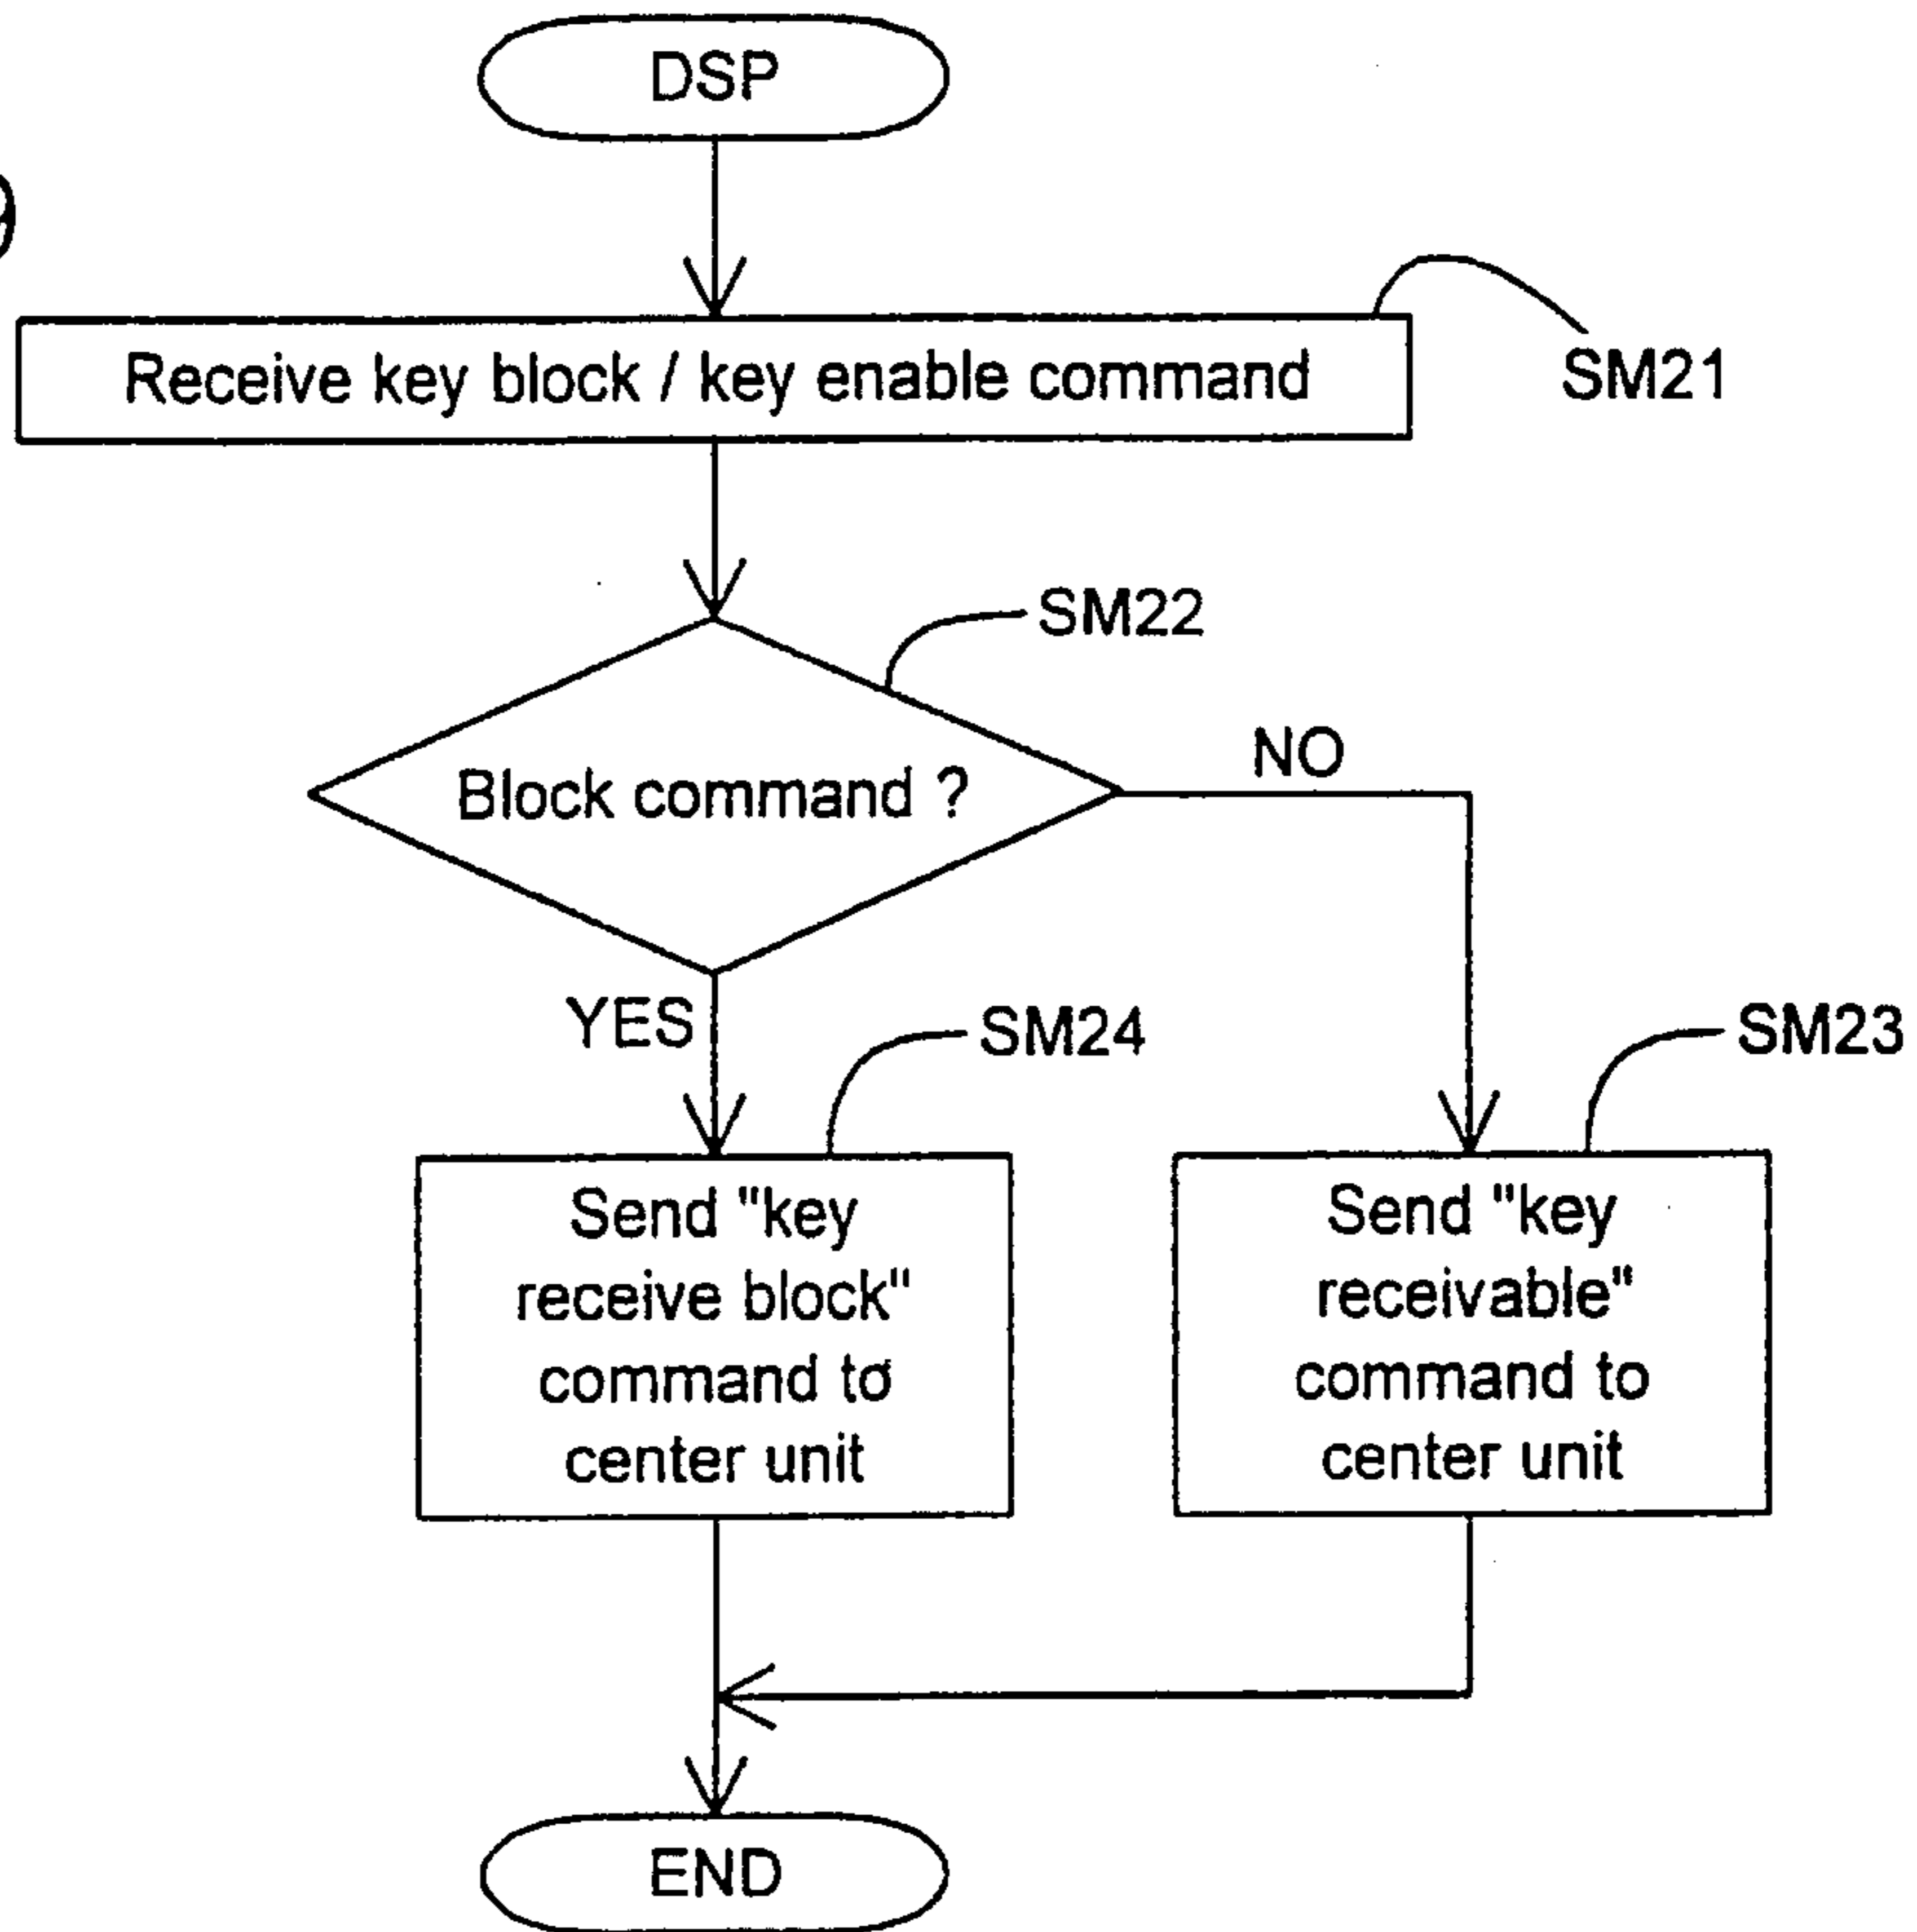 DSP
Receive key block / key enable command
SM21
SM22
Block command ?
NO
YES
SM24
SM23
Send "key
receive block"
command to
center unit
Send "key
receivable"
command to
center unit
END